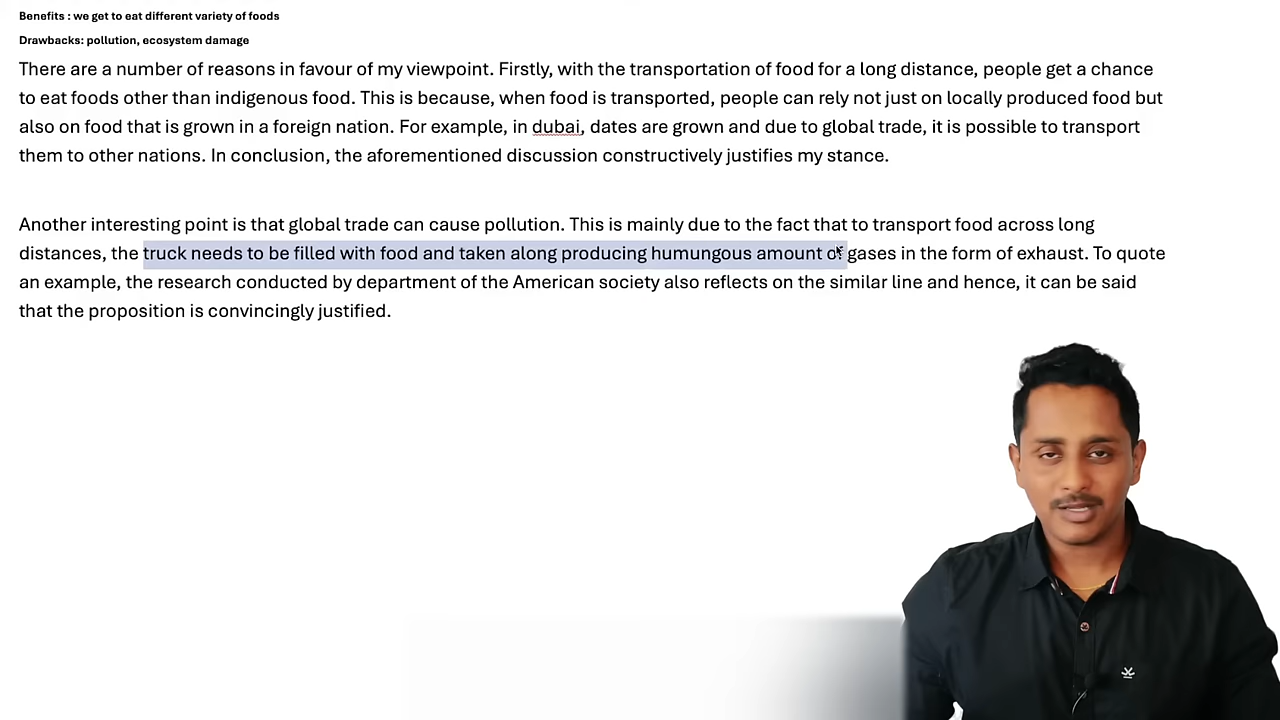 Benefits : we get to eat different variety of foods
Drawbacks: pollution, ecosystem damage
There are a number of reasons in favour of my viewpoint. Firstly, with the transportation of food for a long distance, people get a chance
to eat foods other than indigenous food. This is because, when food is transported, people can rely not just on locally produced food but
also on food that is grown in a foreign nation. For example, in dubai, dates are grown and due to global trade, it is possible to transport
them to other nations. In conclusion, the aforementioned discussion constructively justifies my stance.
Another interesting point is that global trade can cause pollution. This is mainly due to the fact that to transport food across long
distances, the truck needs to be filled with food and taken along producing humungous amount of gases in the form of exhaust. To quote
an example, the research conducted by department of the American society also reflects on the similar line and hence, it can be said
that the proposition is convincingly justified.